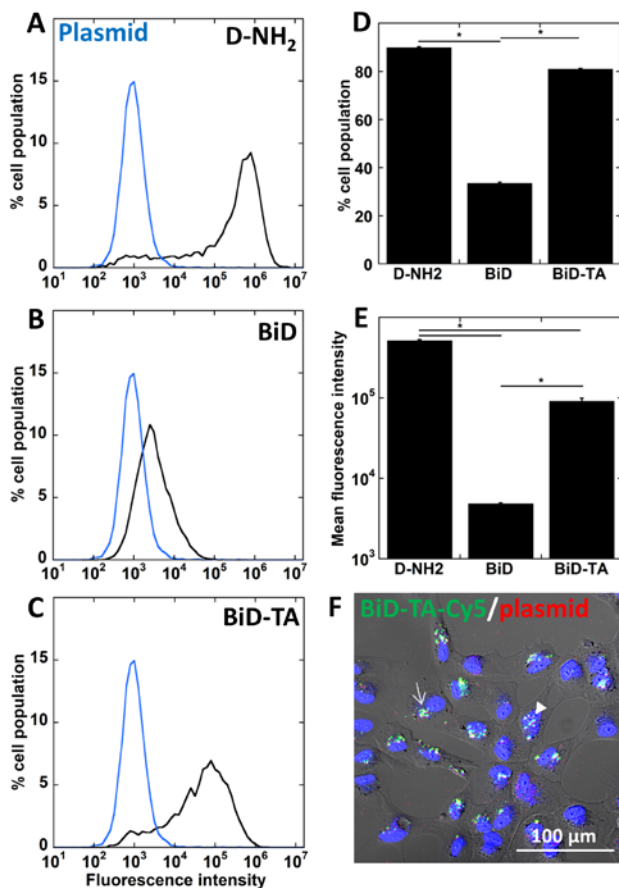 A Plasmid D-NH₂
% cell population
15
10
5
0
10¹ 10² 10³ 10⁴ 10⁵ 10⁶ 10⁷
B BiD
% cell population
15
10
5
0
10¹ 10² 10³ 10⁴ 10⁵ 10⁶ 10⁷
C BiD-TA
% cell population
15
10
5
0
10¹ 10² 10³ 10⁴ 10⁵ 10⁶ 10⁷
Fluorescence intensity
D
* *
% cell population
80
60
40
20
0
D-NH2 BiD BiD-TA
E
*
*
Mean fluorescence intensity
10⁵
10⁴
10³
D-NH2 BiD BiD-TA
F BiD-TA-Cy5/plasmid
100 µm